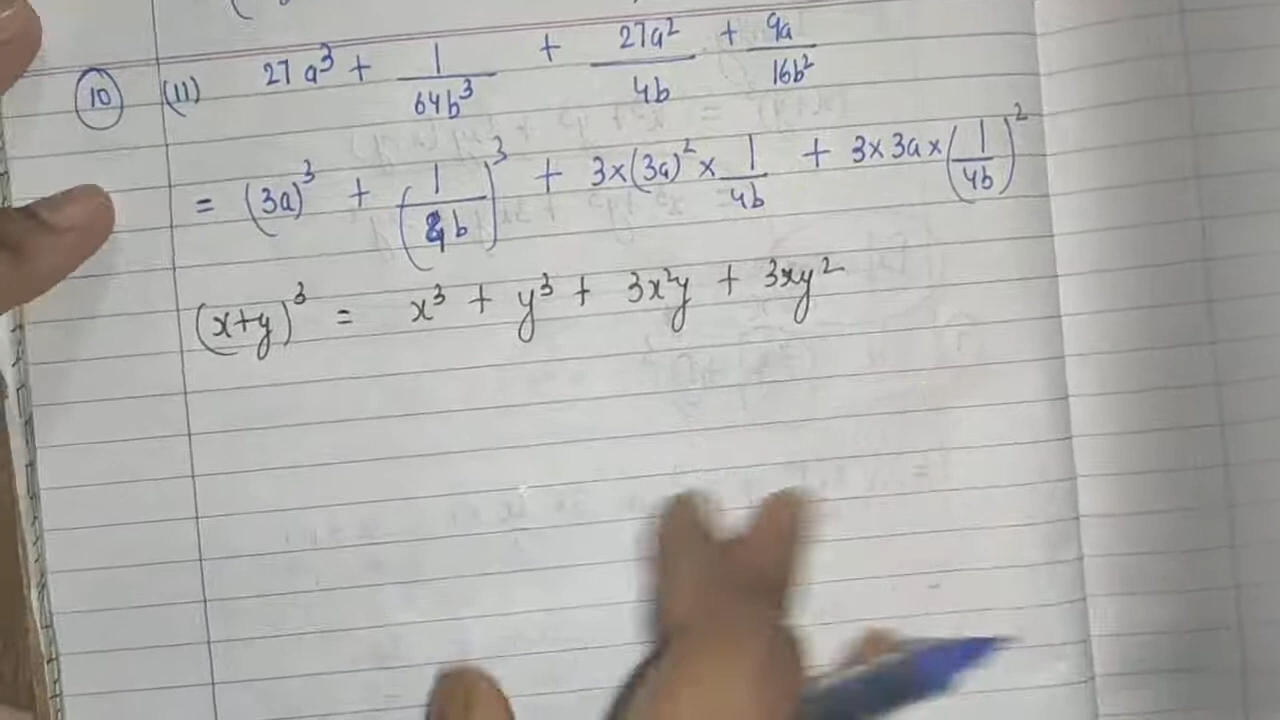 10 (11) 27a³ + 1/64b³ + 27a²/4b + 9a/16b²
= (3a)³ + (1/4b)³ + 3×(3a)² × 1/4b + 3×3a×(1/4b)²
(x+y)³ = x³ + y³ + 3x²y + 3xy²